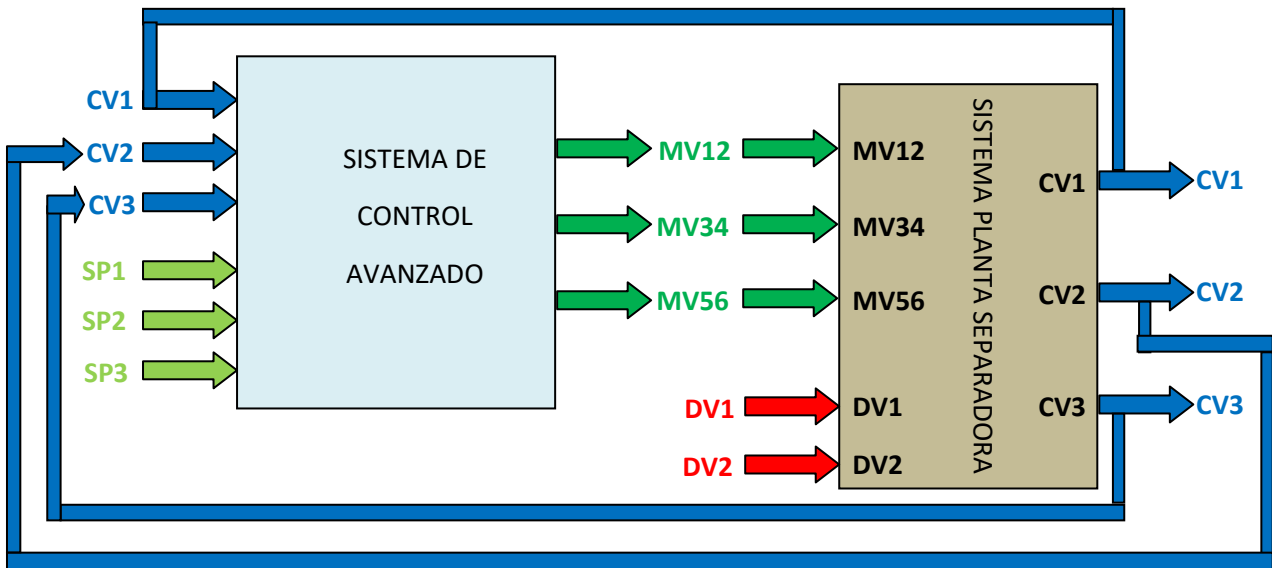 CV1
CV2
CV3
SP1
SP2
SP3
SISTEMA DE
CONTROL
AVANZADO
MV12
MV34
MV56
DV1
DV2
MV12
MV34
MV56
DV1
DV2
SISTEMA PLANTA SEPARADORA
CV1
CV2
CV3
CV1
CV2
CV3